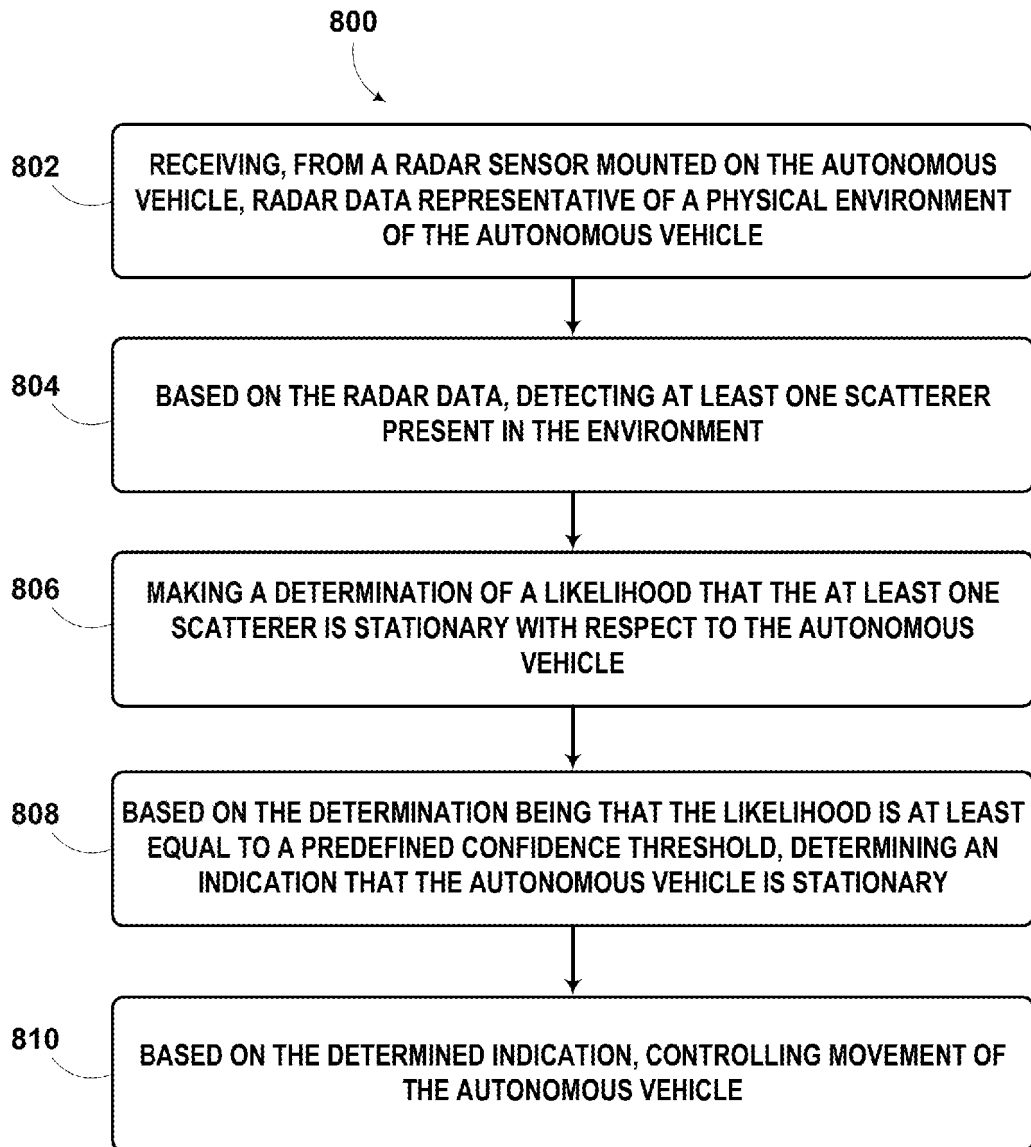 800
802
RECEIVING, FROM A RADAR SENSOR MOUNTED ON THE AUTONOMOUS
VEHICLE, RADAR DATA REPRESENTATIVE OF A PHYSICAL ENVIRONMENT
OF THE AUTONOMOUS VEHICLE
804
BASED ON THE RADAR DATA, DETECTING AT LEAST ONE SCATTERER
PRESENT IN THE ENVIRONMENT
806
MAKING A DETERMINATION OF A LIKELIHOOD THAT THE AT LEAST ONE
SCATTERER IS STATIONARY WITH RESPECT TO THE AUTONOMOUS
VEHICLE
808
BASED ON THE DETERMINATION BEING THAT THE LIKELIHOOD IS AT LEAST
EQUAL TO A PREDEFINED CONFIDENCE THRESHOLD, DETERMINING AN
INDICATION THAT THE AUTONOMOUS VEHICLE IS STATIONARY
810
BASED ON THE DETERMINED INDICATION, CONTROLLING MOVEMENT OF
THE AUTONOMOUS VEHICLE